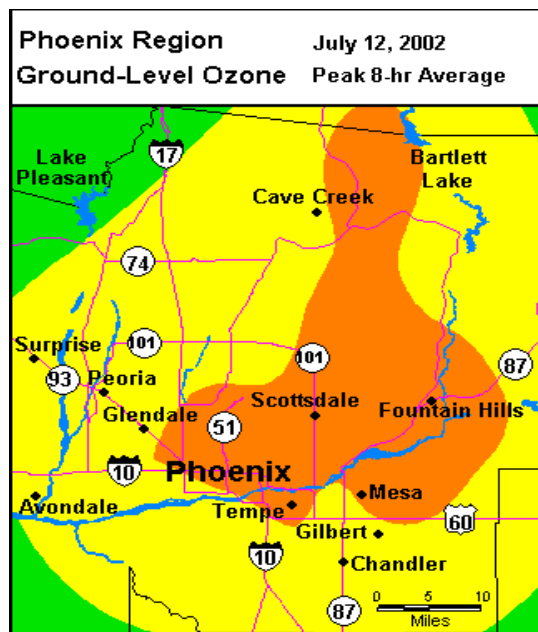 Phoenix Region July 12, 2002
Ground-Level Ozone Peak 8-hr Average
17
Lake
Pleasant
Bartlett
Lake
Cave Creek
74
101
101
Surprise
87
93
Peoria
Scottsdale
Fountain Hills
Glendale
51
10
Phoenix
Mesa
Avondale
Tempe
60
Gilbert
10
Chandler
87
0 5 10
Miles